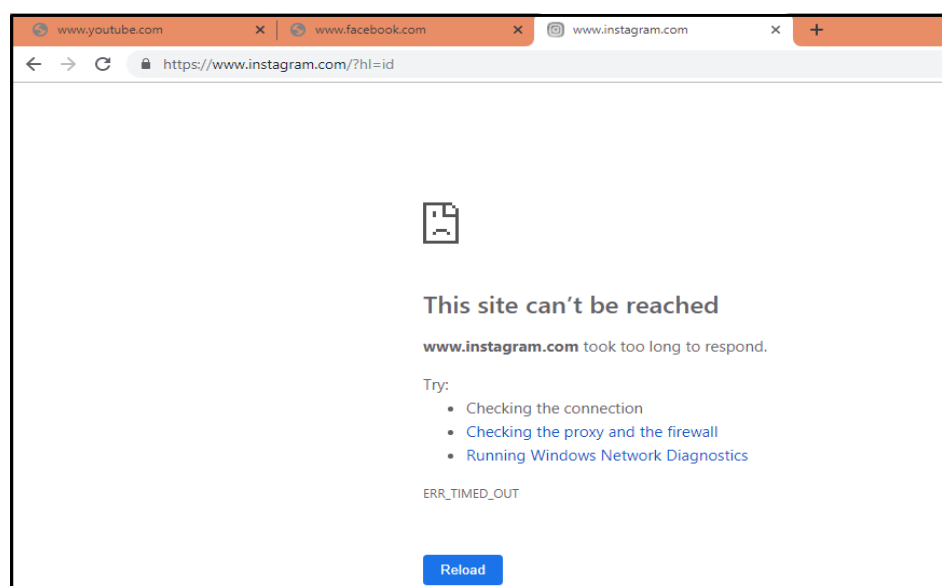 www.youtube.com
www.facebook.com
www.instagram.com
https://www.instagram.com/?hl=id
This site can't be reached
www.instagram.com took too long to respond.
Try:
• Checking the connection
• Checking the proxy and the firewall
• Running Windows Network Diagnostics
ERR_TIMED_OUT
Reload